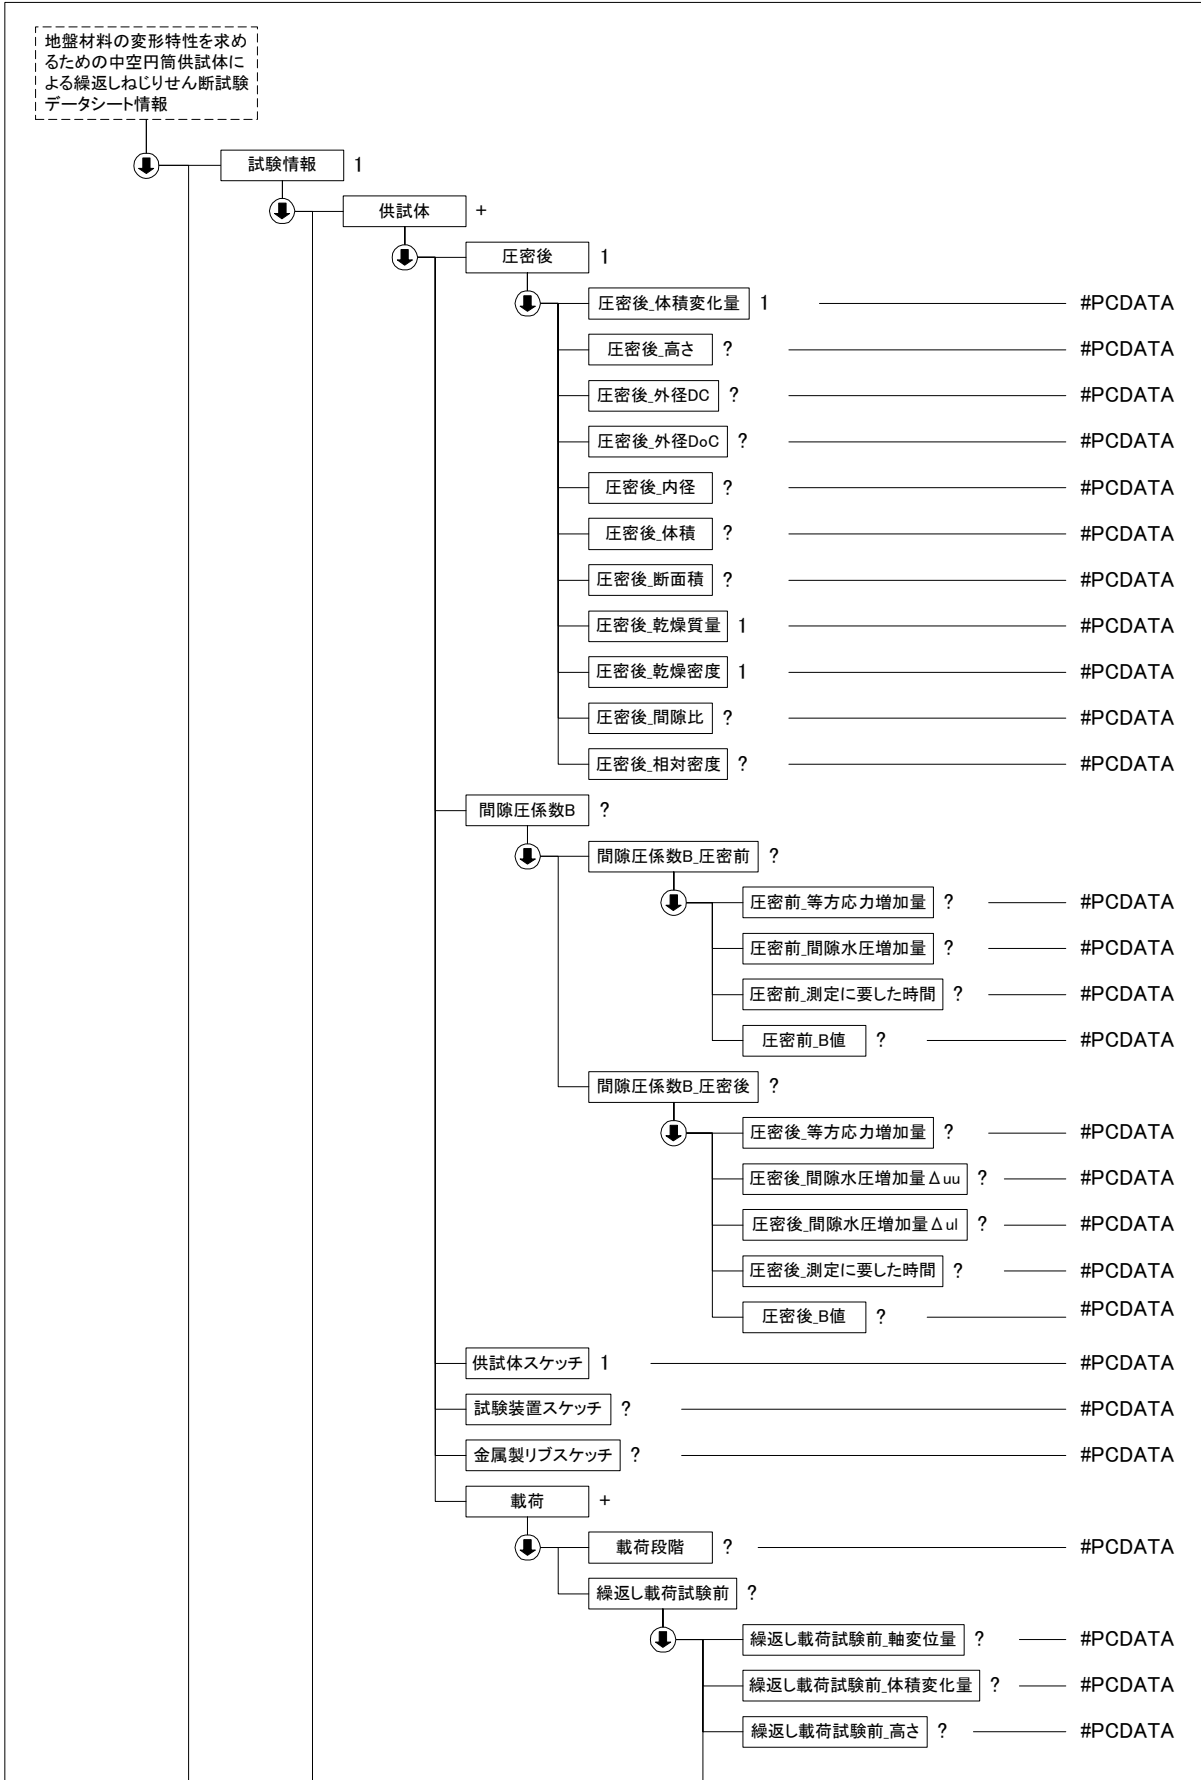 地盤材料の変形特性を求め
るための中空円筒供試体に
よる繰返しねじりせん断試験
データシート情報
試験情報 1
供試体 +
圧密後 1
圧密後_体積変化量 1 #PCDATA
圧密後_高さ ? #PCDATA
圧密後_外径DC ? #PCDATA
圧密後_外径DoC ? #PCDATA
圧密後_内径 ? #PCDATA
圧密後_体積 ? #PCDATA
圧密後_断面積 ? #PCDATA
圧密後_乾燥質量 1 #PCDATA
圧密後_乾燥密度 1 #PCDATA
圧密後_間隙比 ? #PCDATA
圧密後_相対密度 ? #PCDATA
間隙圧係数B ?
間隙圧係数B_圧密前 ?
圧密前_等方応力増加量 ? #PCDATA
圧密前_間隙水圧増加量 ? #PCDATA
圧密前_測定に要した時間 ? #PCDATA
圧密前_B値 ? #PCDATA
間隙圧係数B_圧密後 ?
圧密後_等方応力増加量 ? #PCDATA
圧密後_間隙水圧増加量Δuu ? #PCDATA
圧密後_間隙水圧増加量Δul ? #PCDATA
圧密後_測定に要した時間 ? #PCDATA
圧密後_B値 ? #PCDATA
供試体スケッチ 1 #PCDATA
試験装置スケッチ ? #PCDATA
金属製リブスケッチ ? #PCDATA
載荷 +
載荷段階 ? #PCDATA
繰返し載荷試験前 ?
繰返し載荷試験前_軸変位量 ? #PCDATA
繰返し載荷試験前_体積変化量 ? #PCDATA
繰返し載荷試験前_高さ ? #PCDATA